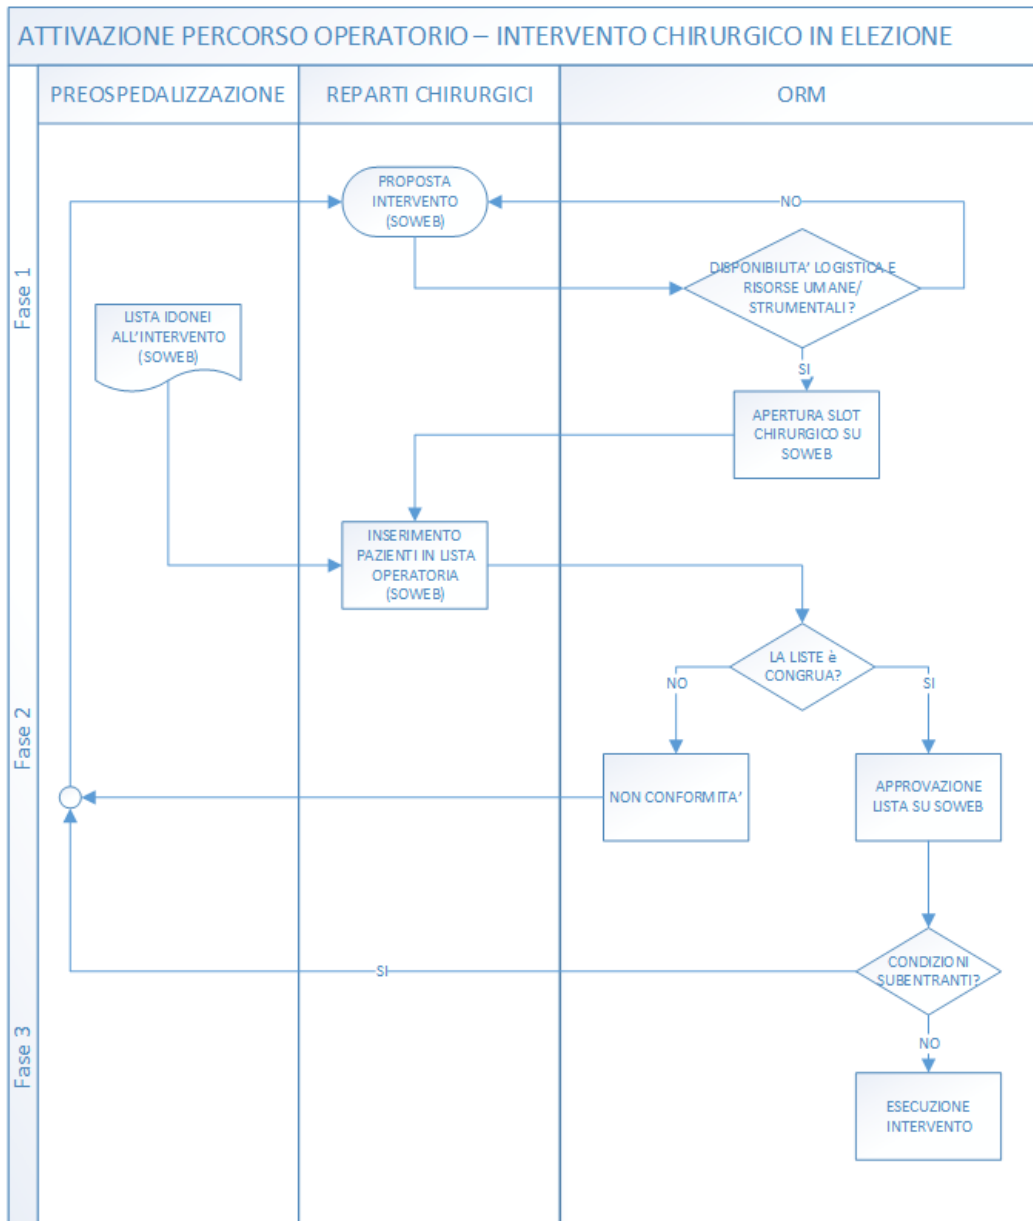 ATTIVAZIONE PERCORSO OPERATORIO – INTERVENTO CHIRURGICO IN ELEZIONE
PREOSPEDALIZZAZIONE
REPARTI CHIRURGICI
ORM
Fase 1
PROPOSTA
INTERVENTO
(SOWEB)
NO
DISPONIBILITA' LOGISTICA E
RISORSE UMANE/
STRUMENTALI ?
LISTA IDONEI
ALL'INTERVENTO
(SOWEB)
SI
APERTURA SLOT
CHIRURGICO SU
SOWEB
INSERIMENTO
PAZIENTI IN LISTA
OPERATORIA
(SOWEB)
Fase 2
LA LISTE è
CONGRUA?
NO
SI
NON CONFORMITA'
APPROVAZIONE
LISTA SU SOWEB
Fase 3
CONDIZIONI
SUBENTRANTI?
SI
NO
ESECUZIONE
INTERVENTO